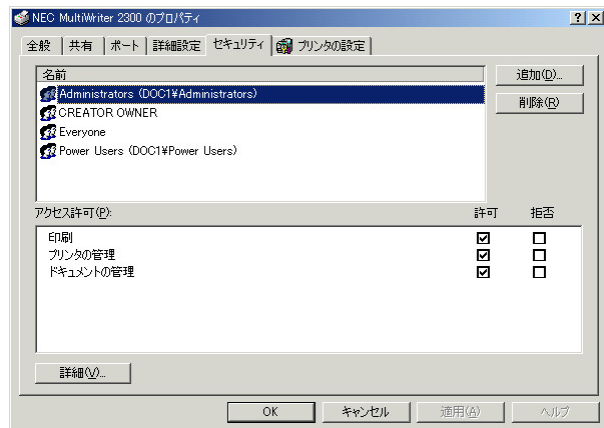 NEC MultiWriter 2300 のプロパティ
全般 共有 ポート 詳細設定 セキュリティ プリンタの設定
名前
追加(D)...
Administrators (DOC1¥Administrators)
削除(R)
CREATOR OWNER
Everyone
Power Users (DOC1¥Power Users)
アクセス許可(P): 許可 拒否
印刷
プリンタの管理
ドキュメントの管理
詳細(V)...
OK キャンセル 適用(A) ヘルプ